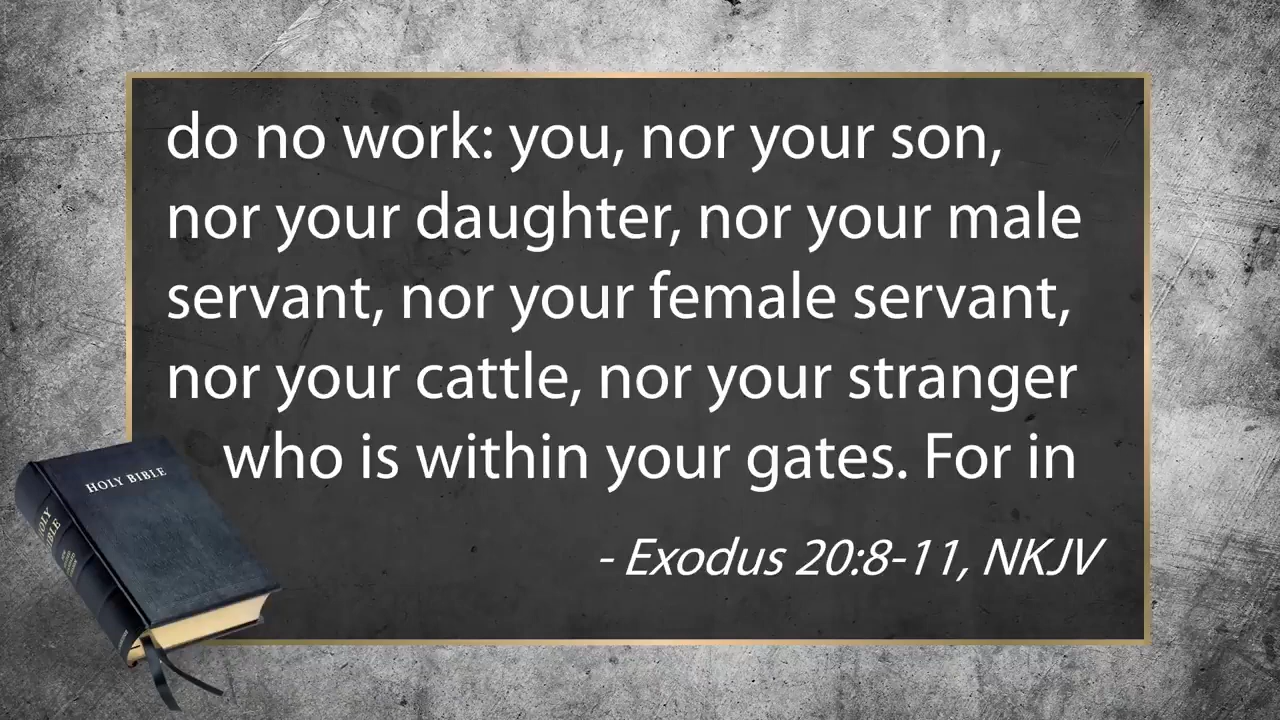 do no work: you, nor your son,
nor your daughter, nor your male
servant, nor your female servant,
nor your cattle, nor your stranger
who is within your gates. For in
- Exodus 20:8-11, NKJV
HOLY BIBLE
HOLY
BIBLE